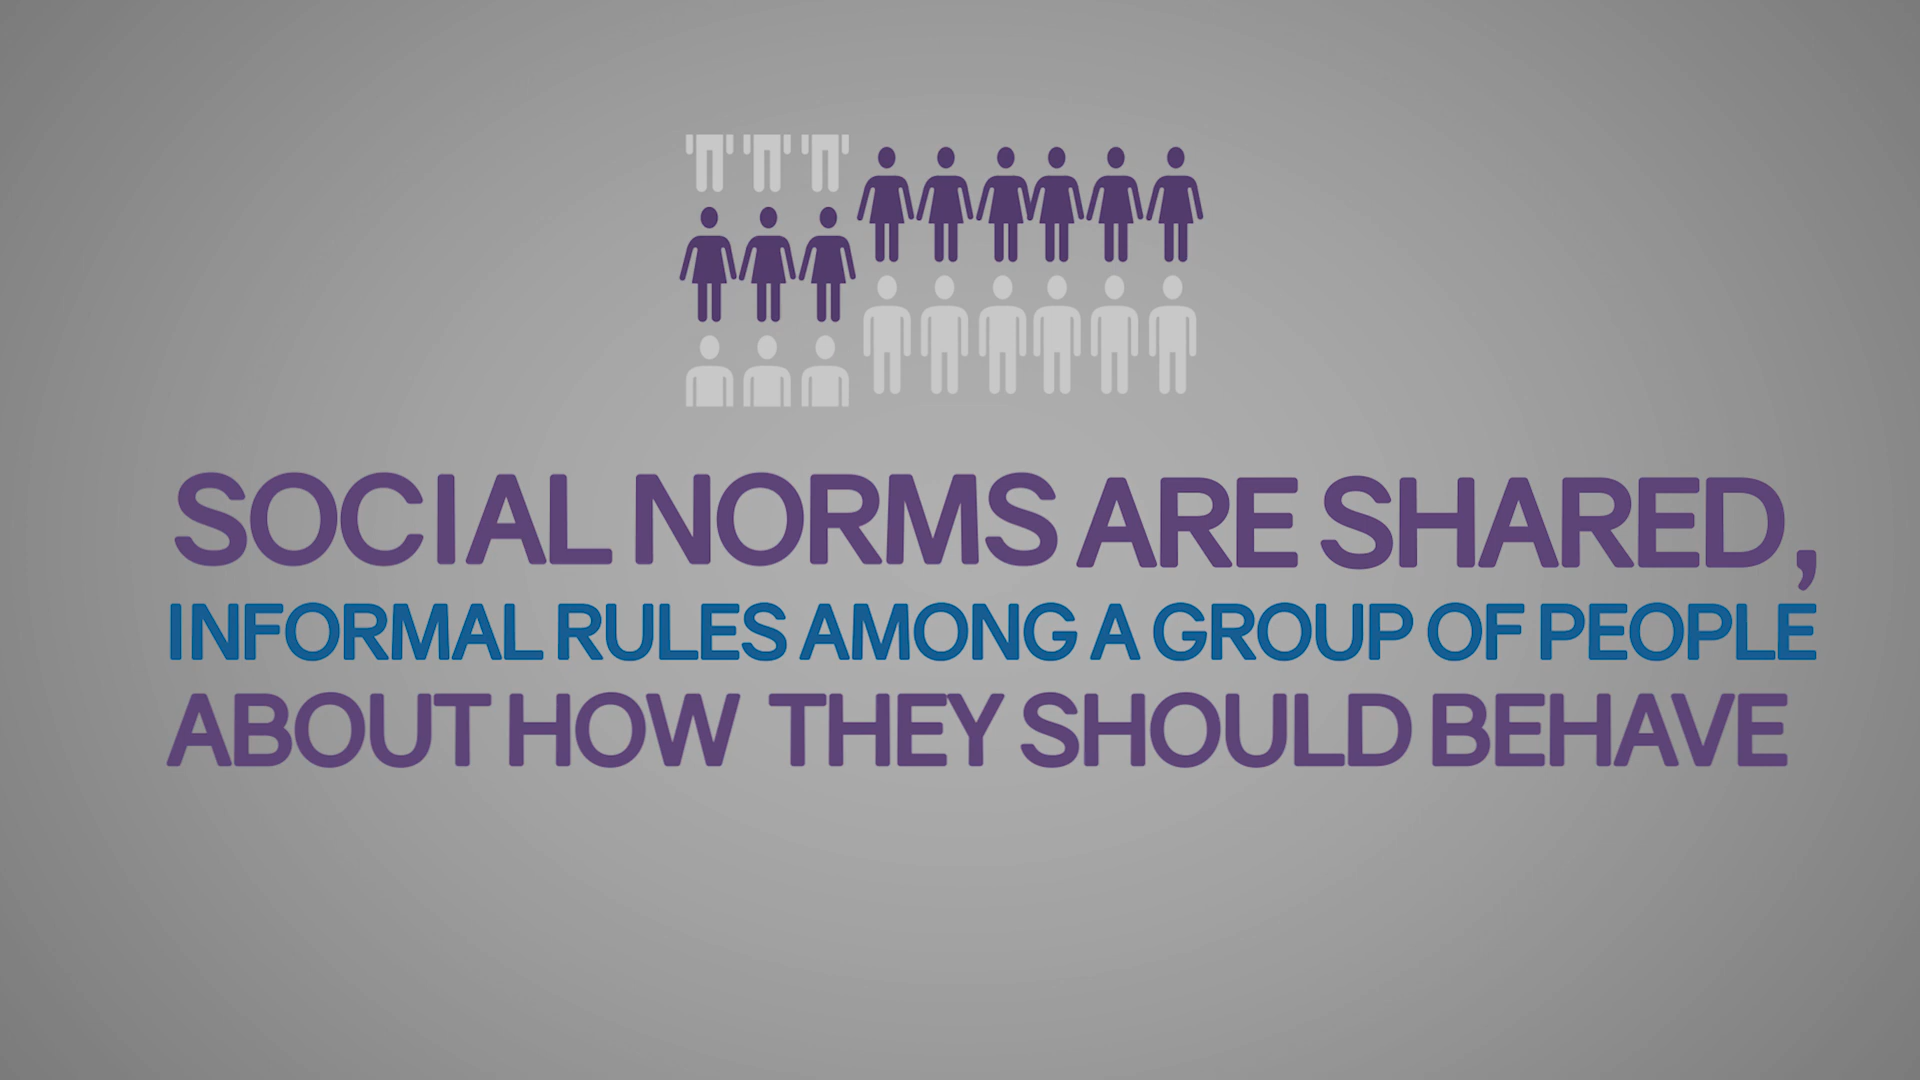 SOCIAL NORMS ARE SHARED,
INFORMAL RULES AMONG A GROUP OF PEOPLE
ABOUT HOW THEY SHOULD BEHAVE